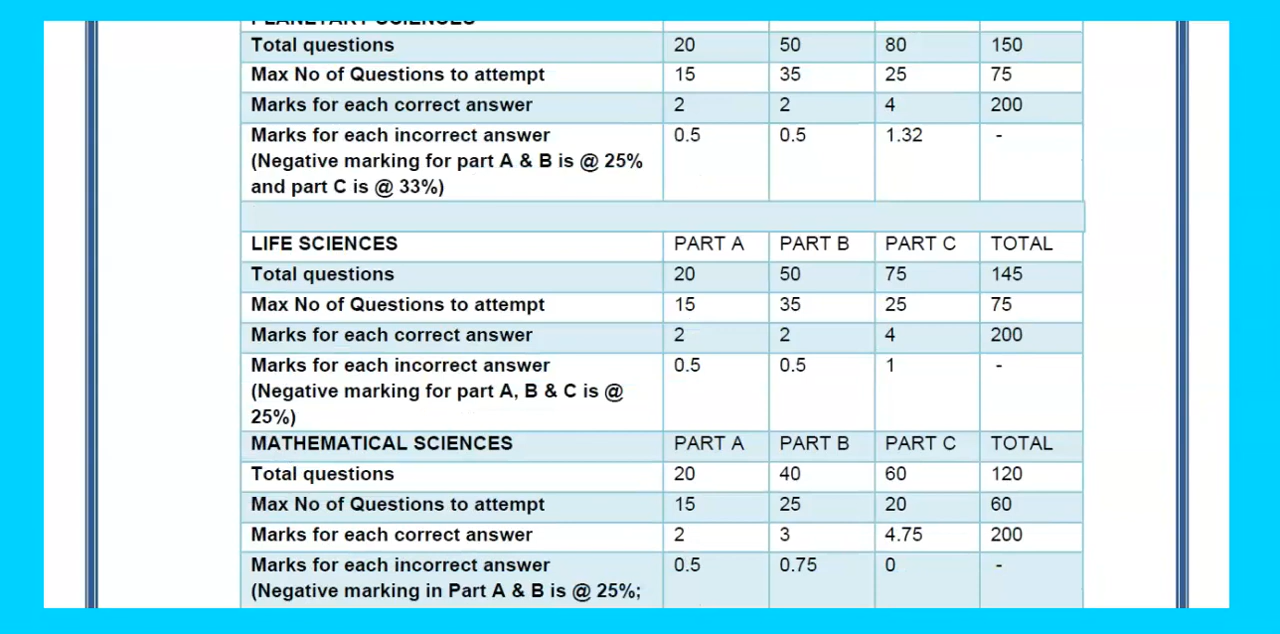 PLANETARY SCIENCES
Total questions 20 50 80 150
Max No of Questions to attempt 15 35 25 75
Marks for each correct answer 2 2 4 200
Marks for each incorrect answer 0.5 0.5 1.32 -
(Negative marking for part A & B is @ 25%
and part C is @ 33%)
LIFE SCIENCES PART A PART B PART C TOTAL
Total questions 20 50 75 145
Max No of Questions to attempt 15 35 25 75
Marks for each correct answer 2 2 4 200
Marks for each incorrect answer 0.5 0.5 1 -
(Negative marking for part A, B & C is @
25%)
MATHEMATICAL SCIENCES PART A PART B PART C TOTAL
Total questions 20 40 60 120
Max No of Questions to attempt 15 25 20 60
Marks for each correct answer 2 3 4.75 200
Marks for each incorrect answer 0.5 0.75 0 -
(Negative marking in Part A & B is @ 25%;